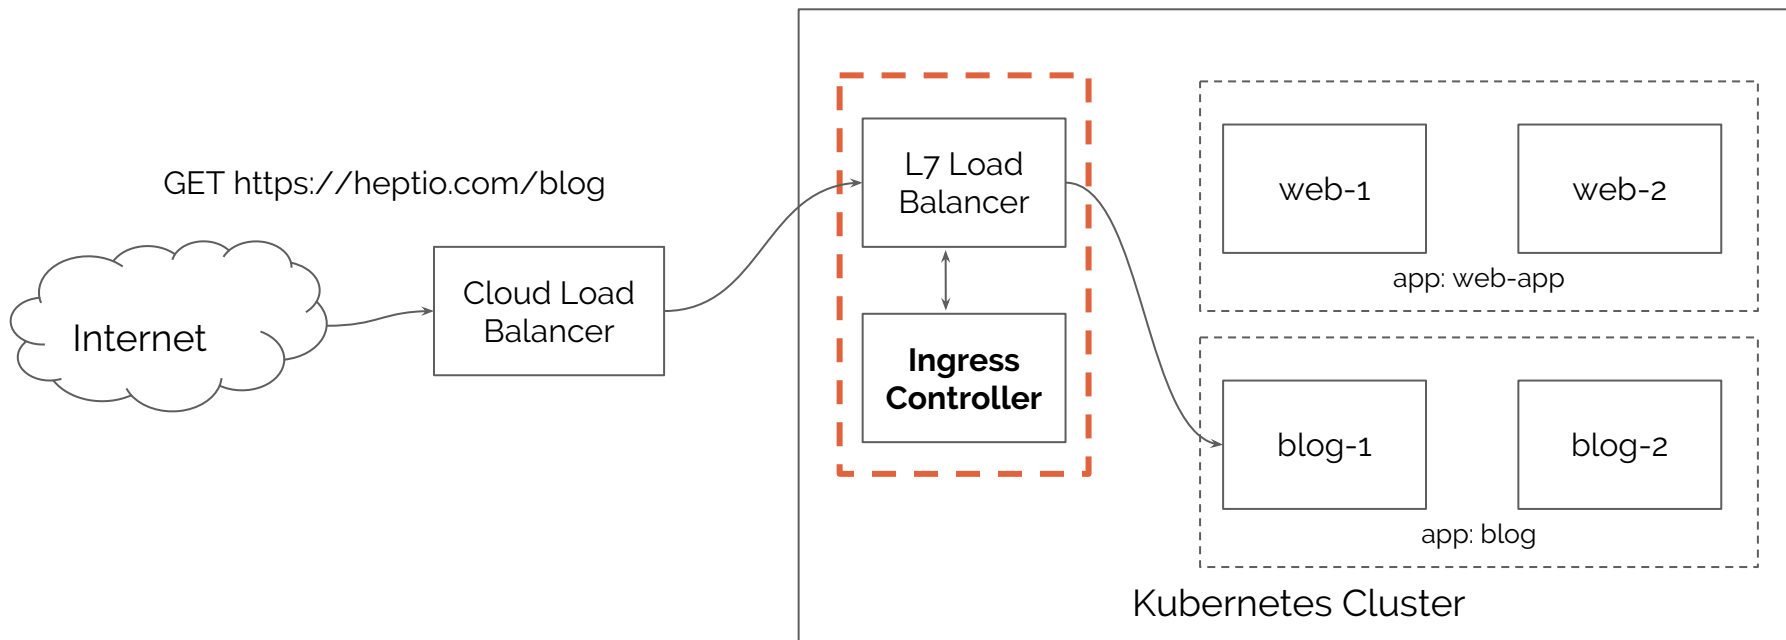 GET https://heptio.com/blog
Internet
Cloud Load
Balancer
L7 Load
Balancer
Ingress
Controller
web-1
web-2
app: web-app
blog-1
blog-2
app: blog
Kubernetes Cluster